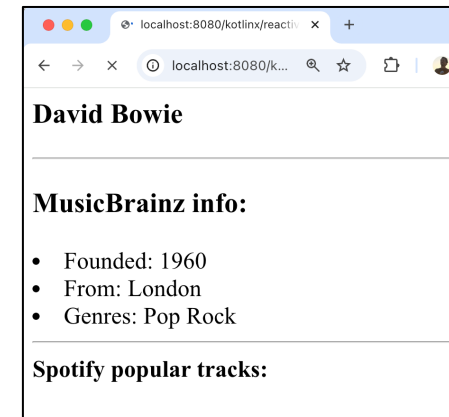 localhost:8080/kotlinx/reactiv
localhost:8080/k...
David Bowie
MusicBrainz info:
Founded: 1960
From: London
Genres: Pop Rock
Spotify popular tracks: